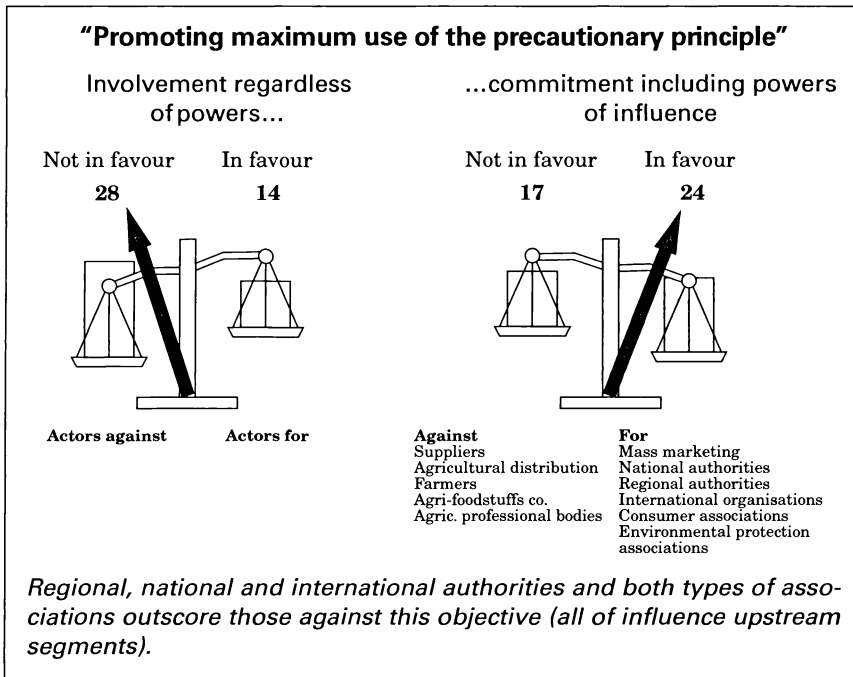 "Promoting maximum use of the precautionary principle"
Involvement regardless
of powers...
...commitment including powers
of influence
Not in favour In favour
28 14
Not in favour In favour
17 24
Actors against Actors for
Against
Suppliers
Agricultural distribution
Farmers
Agri-foodstuffs co.
Agric. professional bodies
For
Mass marketing
National authorities
Regional authorities
International organisations
Consumer associations
Environmental protection
associations
Regional, national and international authorities and both types of asso-
ciations outscore those against this objective (all of influence upstream
segments).